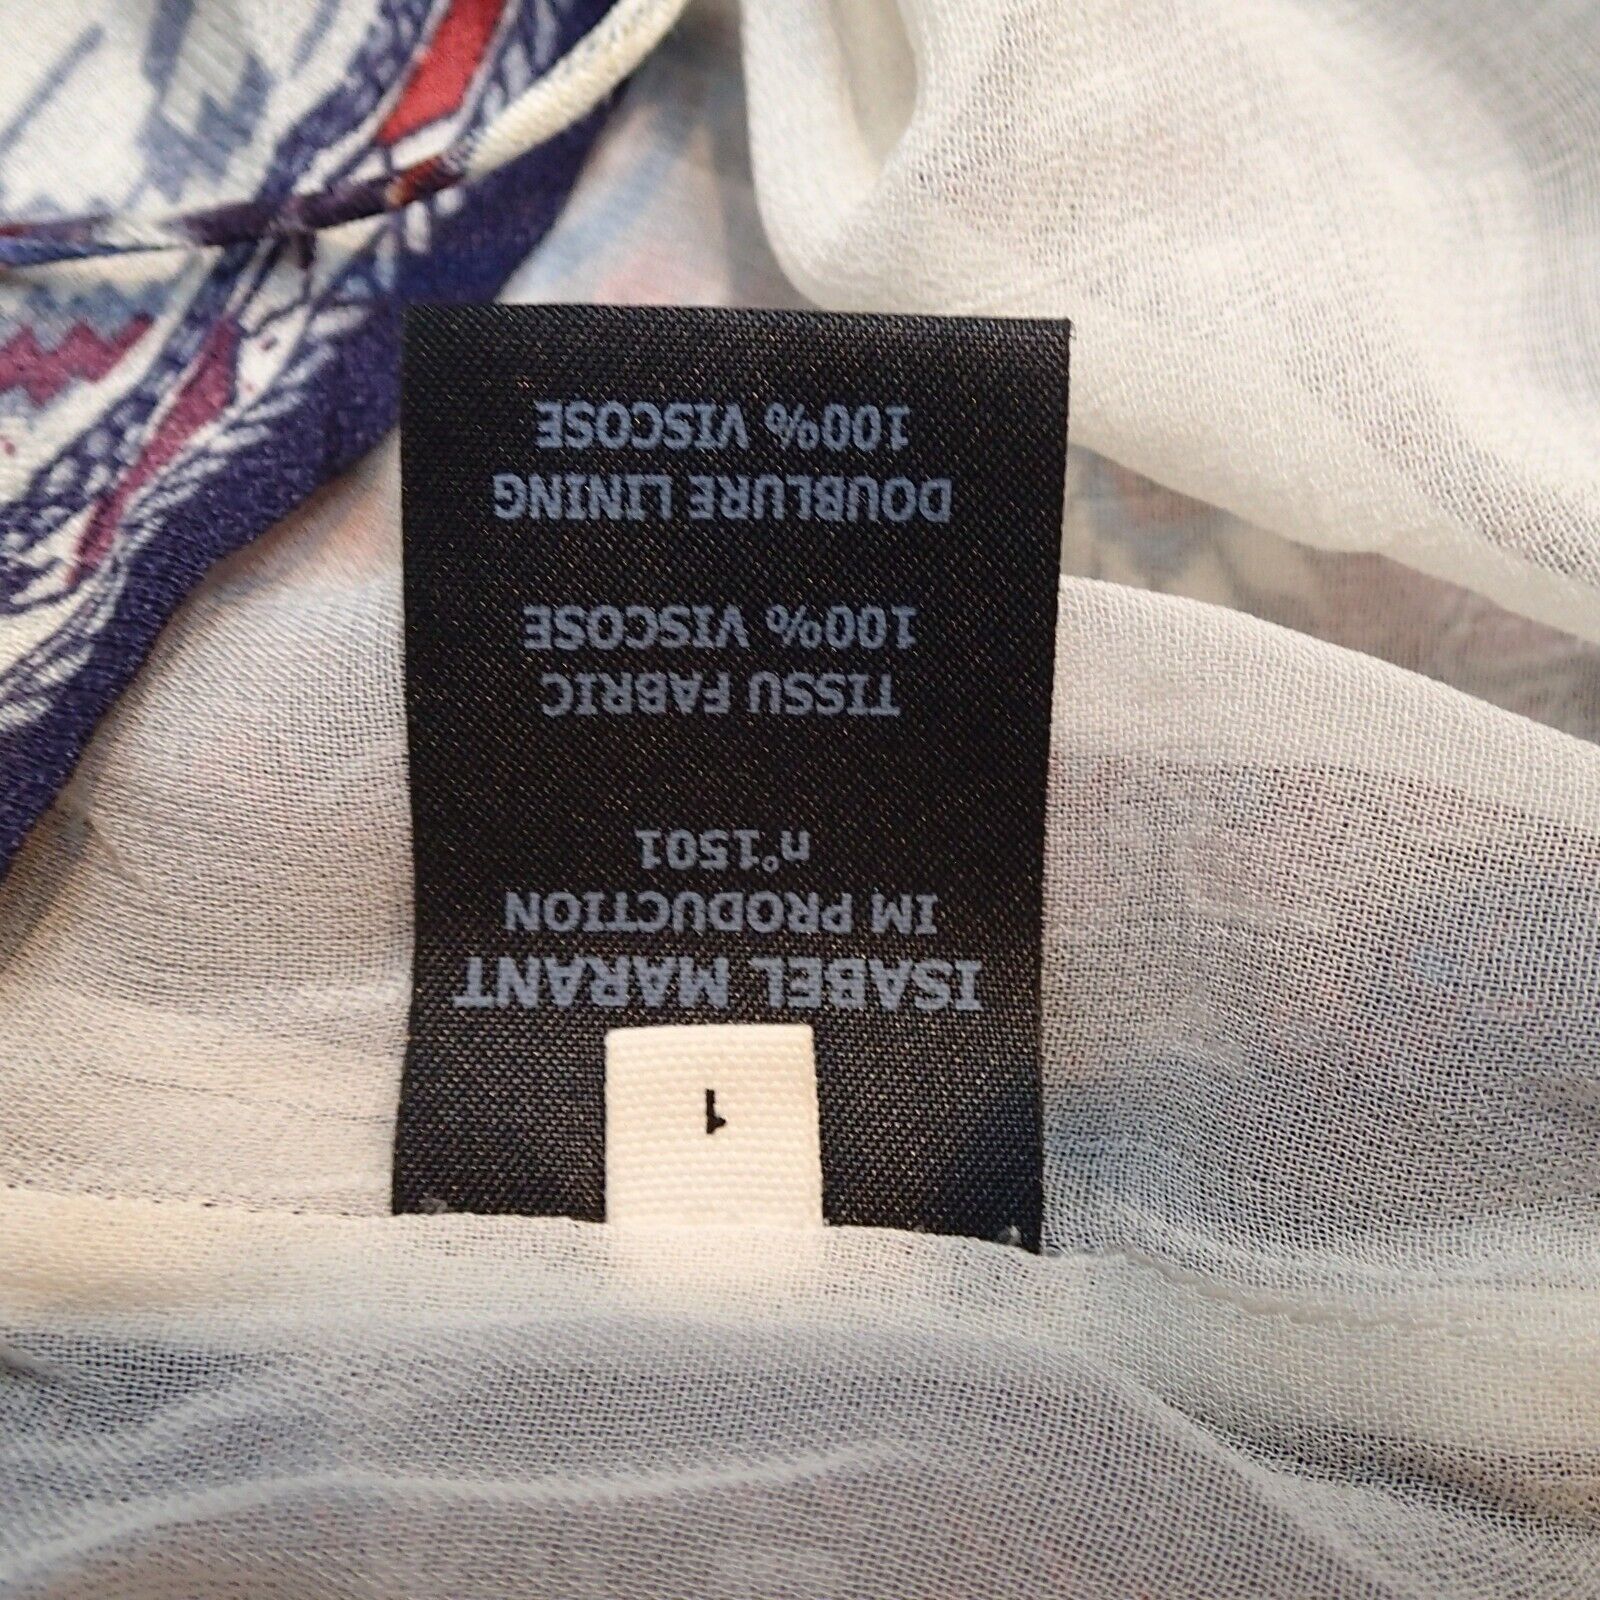 1
ISABEL MARANT
IM PRODUCTION
n°1501
TISSU FABRIC
100% VISCOSE
DOUBLURE LINING
100% VISCOSE